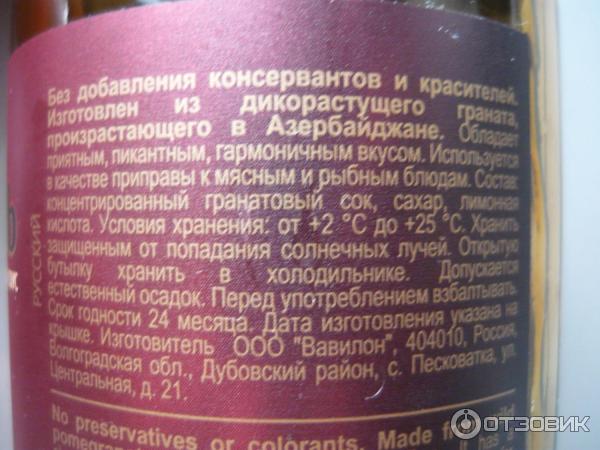 Без добавления консервантов и красителей.
Изготовлен из дикорастущего граната,
произрастающего в Азербайджане. Обладает
приятным, пикантным, гармоничным вкусом. Используется
в качестве приправы к мясным и рыбным блюдам. Состав:
концентрированный гранатовый сок, сахар, лимонная
кислота. Условия хранения: от +2 °С до +25 °С. Хранить
защищенным от попадания солнечных лучей. Открытую
бутылку хранить в холодильнике. Допускается
естественный осадок. Перед употреблением взбалтывать.
Срок годности 24 месяца. Дата изготовления указана на
крышке. Изготовитель ООО "Вавилон", 404010, Россия,
Волгоградская обл., Дубовский район, с. Песковатка, ул.
Центральная, д. 21.
РУССКИЙ
No preservatives or colorants. Made
ОТЗОВИК